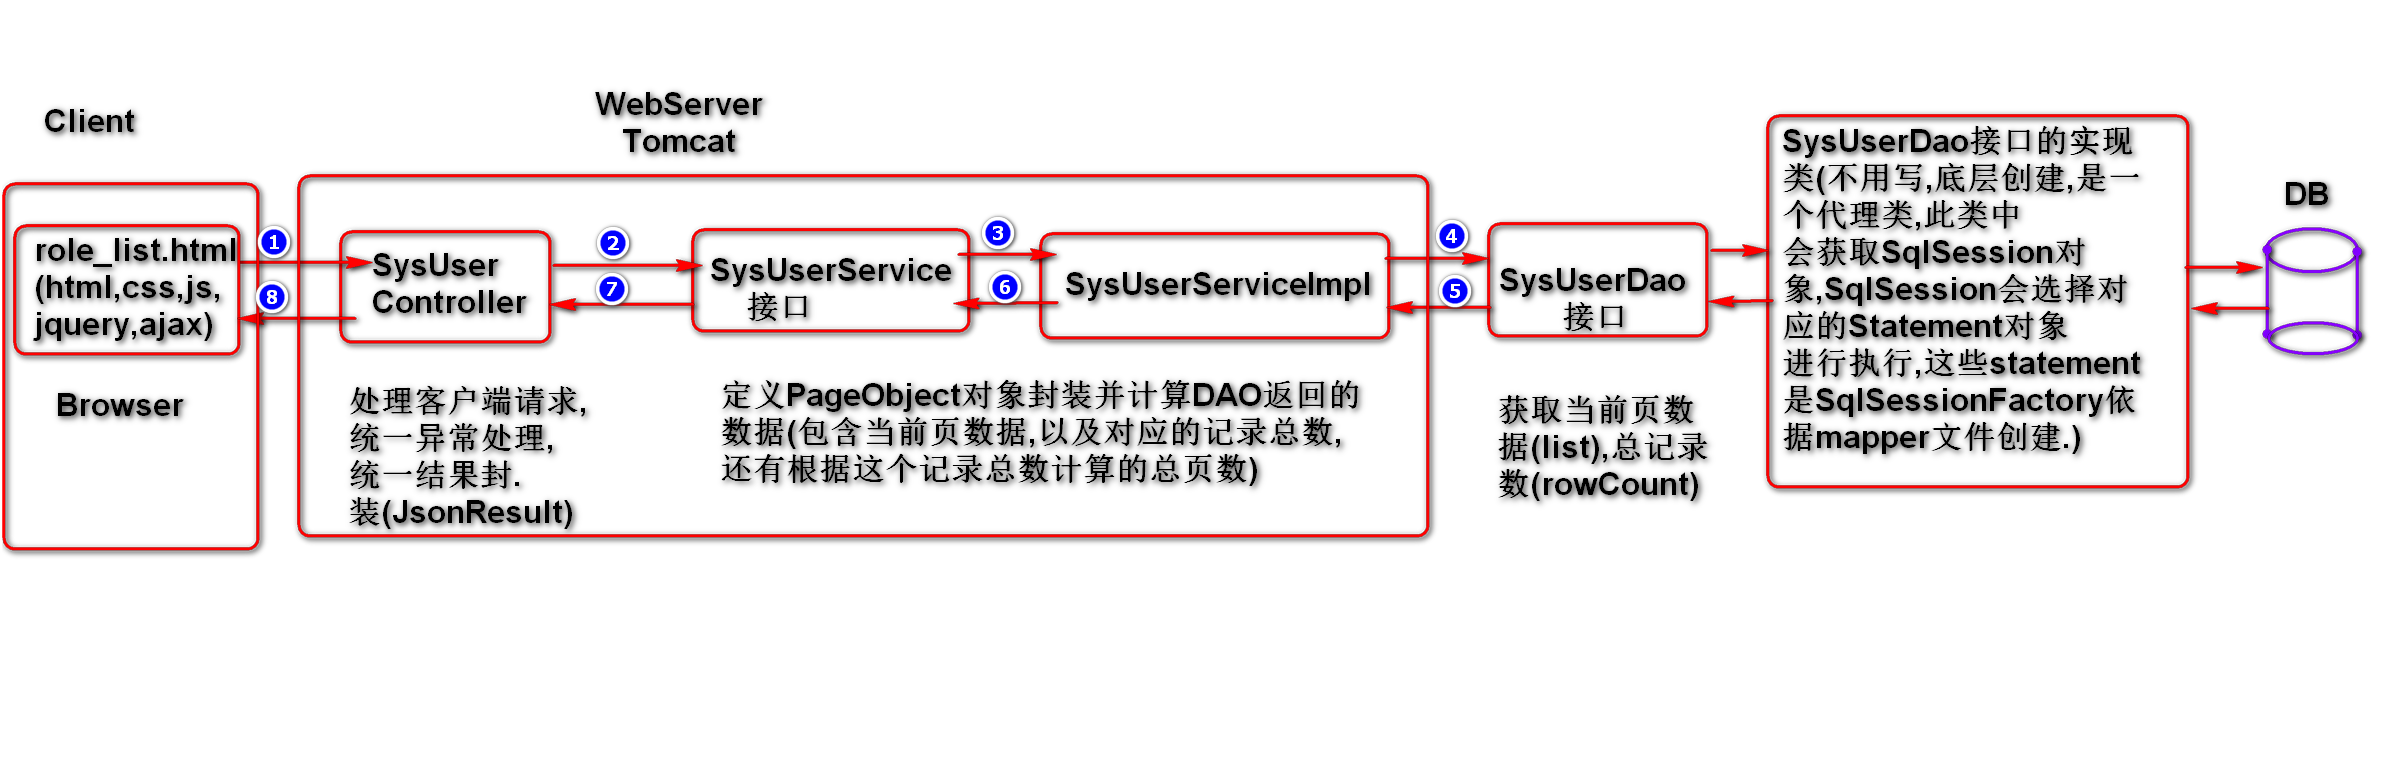 Client
WebServer
Tomcat
role_list.html
(html,css,js,
jquery,ajax)
Browser
1
8
SysUser
Controller
处理客户端请求,
统一异常处理,
统一结果封.
装(JsonResult)
2
7
SysUserService
接口
3
6
SysUserServiceImpl
定义PageObject对象封装并计算DAO返回的
数据(包含当前页数据,以及对应的记录总数,
还有根据这个记录总数计算的总页数)
4
5
SysUserDao
接口
获取当前页数
据(list),总记录
数(rowCount)
SysUserDao接口的实现
类(不用写,底层创建,是一
个代理类,此类中
会获取SqlSession对
象,SqlSession会选择对
应的Statement对象
进行执行,这些statement
是SqlSessionFactory依
据mapper文件创建.)
DB